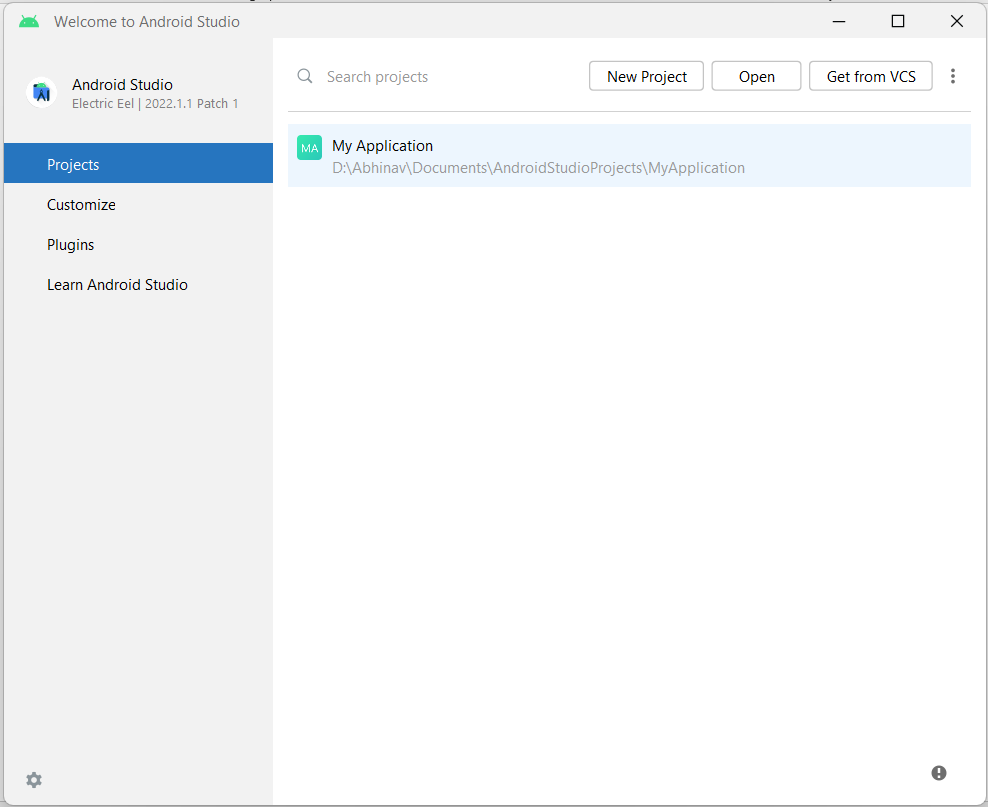 Welcome to Android Studio
Android Studio
Electric Eel | 2022.1.1 Patch 1
Projects
Customize
Plugins
Learn Android Studio
Search projects
New Project
Open
Get from VCS
MA
My Application
D:\Abhinav\Documents\AndroidStudioProjects\MyApplication